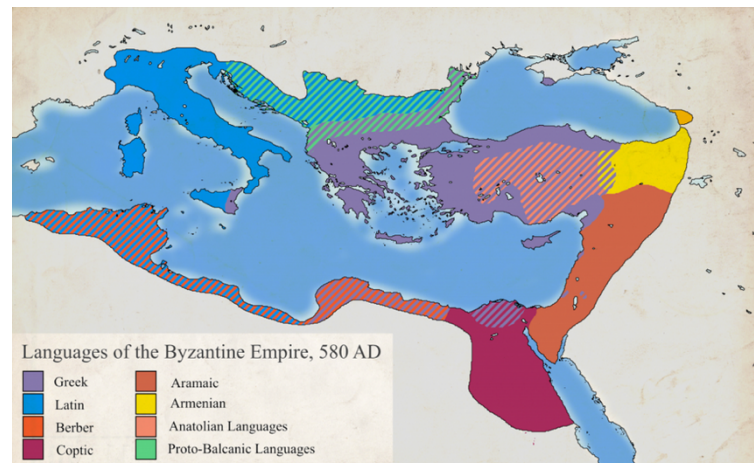 Languages of the Byzantine Empire, 580 AD
Greek
Latin
Berber
Coptic
Aramaic
Armenian
Anatolian Languages
Proto-Balcanic Languages